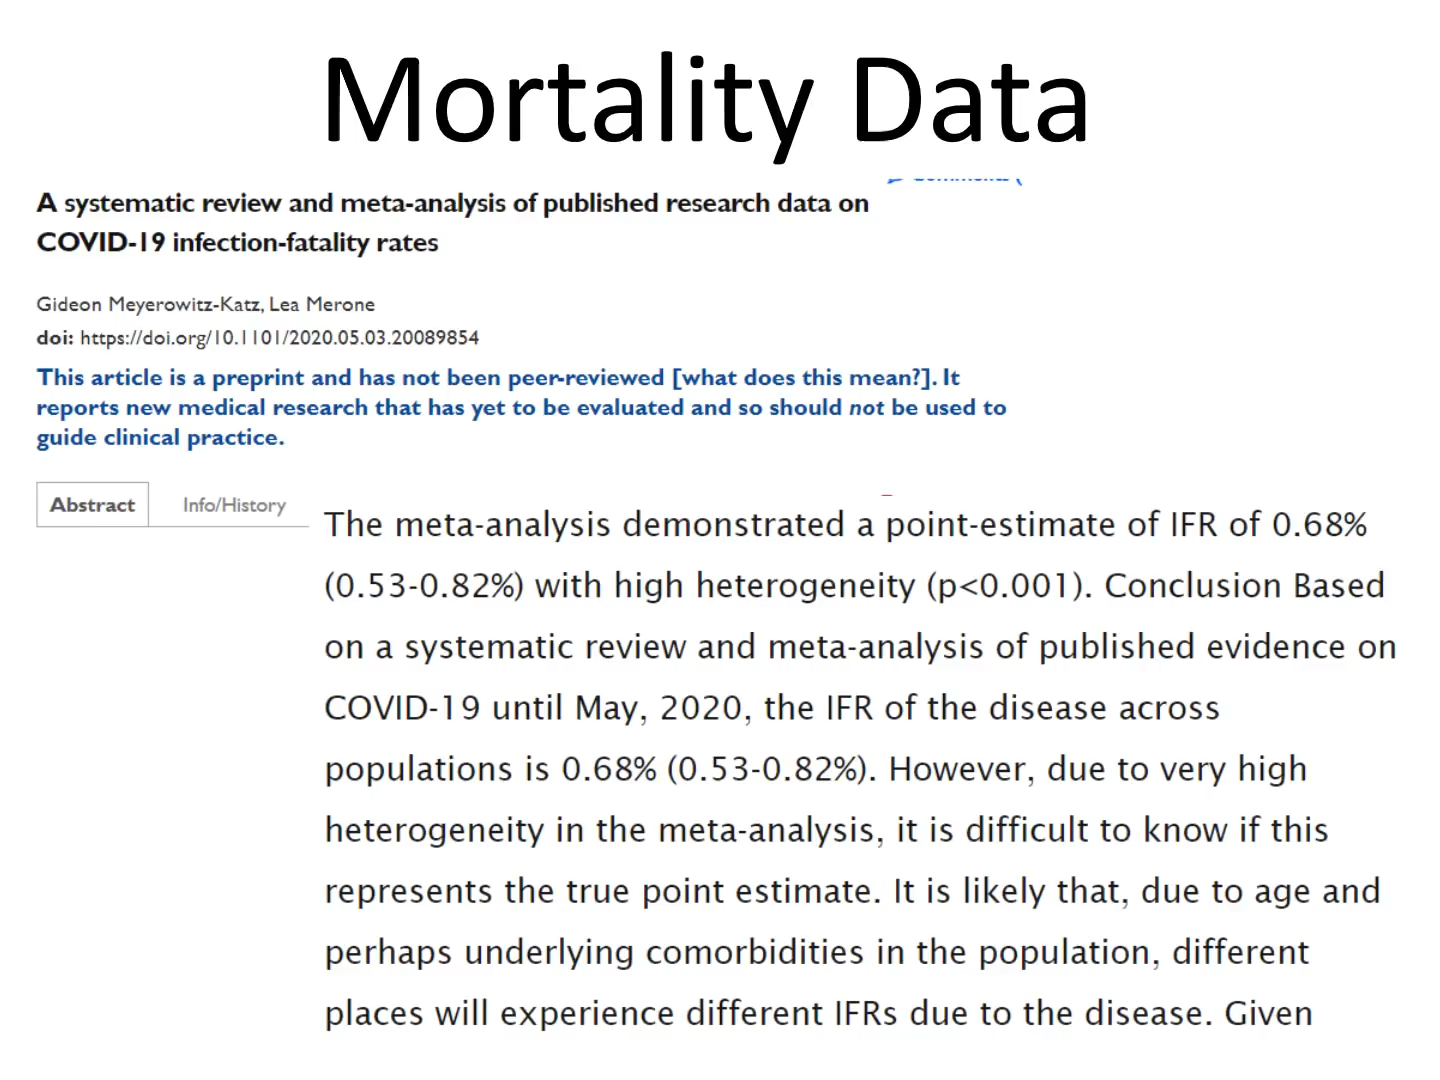 Mortality Data
A systematic review and meta-analysis of published research data on
COVID-19 infection-fatality rates
Gideon Meyerowitz-Katz, Lea Merone
doi: https://doi.org/10.1101/2020.05.03.20089854
This article is a preprint and has not been peer-reviewed [what does this mean?]. It
reports new medical research that has yet to be evaluated and so should not be used to
guide clinical practice.
Abstract Info/History
The meta-analysis demonstrated a point-estimate of IFR of 0.68%
(0.53-0.82%) with high heterogeneity (p<0.001). Conclusion Based
on a systematic review and meta-analysis of published evidence on
COVID-19 until May, 2020, the IFR of the disease across
populations is 0.68% (0.53-0.82%). However, due to very high
heterogeneity in the meta-analysis, it is difficult to know if this
represents the true point estimate. It is likely that, due to age and
perhaps underlying comorbidities in the population, different
places will experience different IFRs due to the disease. Given